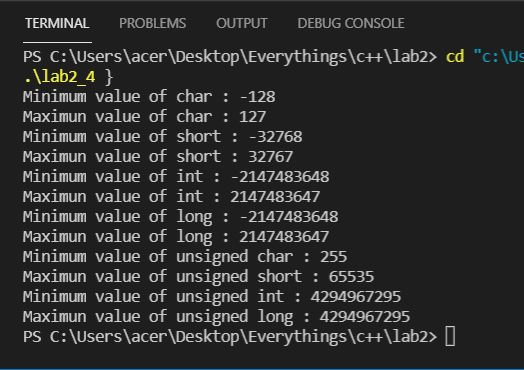 TERMINAL PROBLEMS OUTPUT DEBUG CONSOLE
PS C:\Users\acer\Desktop\Everythings\c++\lab2> cd "c:\Us
.\lab2_4 }
Minimum value of char : -128
Maximun value of char : 127
Minimum value of short : -32768
Maximun value of short : 32767
Minimum value of int : -2147483648
Maximun value of int : 2147483647
Minimum value of long : -2147483648
Maximun value of long : 2147483647
Minimum value of unsigned char : 255
Maximun value of unsigned short : 65535
Minimum value of unsigned int : 4294967295
Maximun value of unsigned long : 4294967295
PS C:\Users\acer\Desktop\Everythings\c++\lab2>